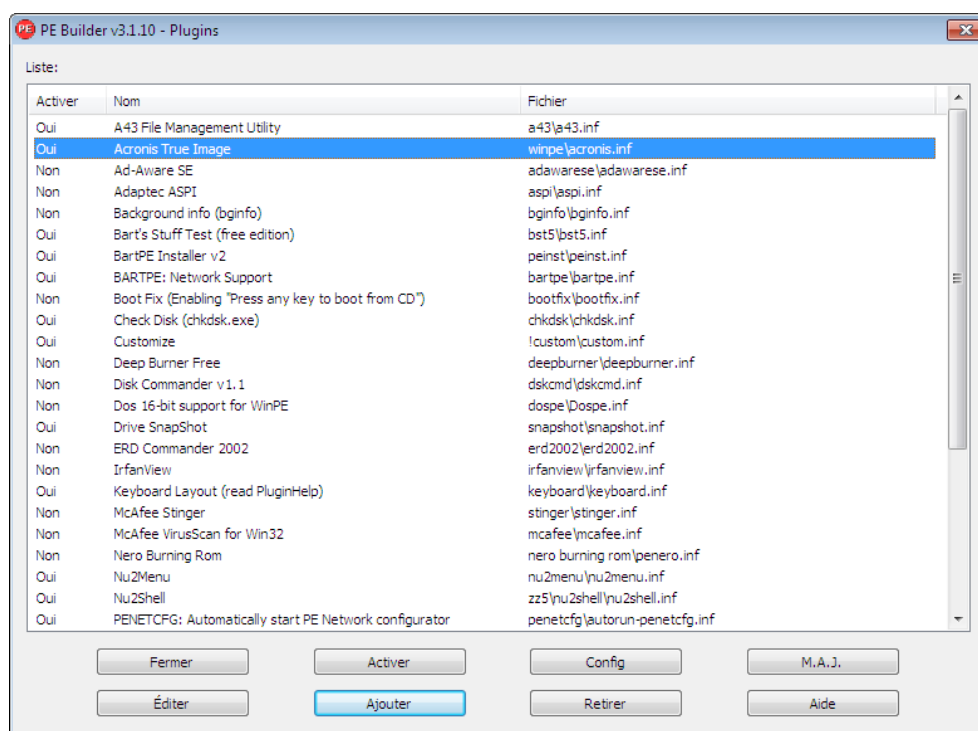 PE Builder v3.1.10 - Plugins
Liste:
Activer Nom Fichier
Oui A43 File Management Utility a43\a43.inf
Oui Acronis True Image winpe\acronis.inf
Non Ad-Aware SE adawarese\adawarese.inf
Non Adaptec ASPI aspi\aspi.inf
Non Background info (bginfo) bginfo\bginfo.inf
Oui Bart's Stuff Test (free edition) bst5\bst5.inf
Oui BartPE Installer v2 peinst\peinst.inf
Oui BARTPE: Network Support bartpe\bartpe.inf
Non Boot Fix (Enabling "Press any key to boot from CD") bootfix\bootfix.inf
Oui Check Disk (chkdsk.exe) chkdsk\chkdsk.inf
Oui Customize !custom\custom.inf
Non Deep Burner Free deepburner\deepburner.inf
Non Disk Commander v1.1 dskcmd\dskcmd.inf
Non Dos 16-bit support for WinPE dospe\Dospe.inf
Oui Drive SnapShot snapshot\snapshot.inf
Non ERD Commander 2002 erd2002\erd2002.inf
Non IrfanView irfanview\irfanview.inf
Oui Keyboard Layout (read PluginHelp) keyboard\keyboard.inf
Non McAfee Stinger stinger\stinger.inf
Non McAfee VirusScan for Win32 mcafee\mcafee.inf
Non Nero Burning Rom nero burning rom\penero.inf
Oui Nu2Menu nu2menu\nu2menu.inf
Oui Nu2Shell zz5\nu2shell\nu2shell.inf
Oui PENETCFG: Automatically start PE Network configurator penetcfg\autorun-penetcfg.inf
Fermer Activer Config M.A.J.
Éditer Ajouter Retirer Aide